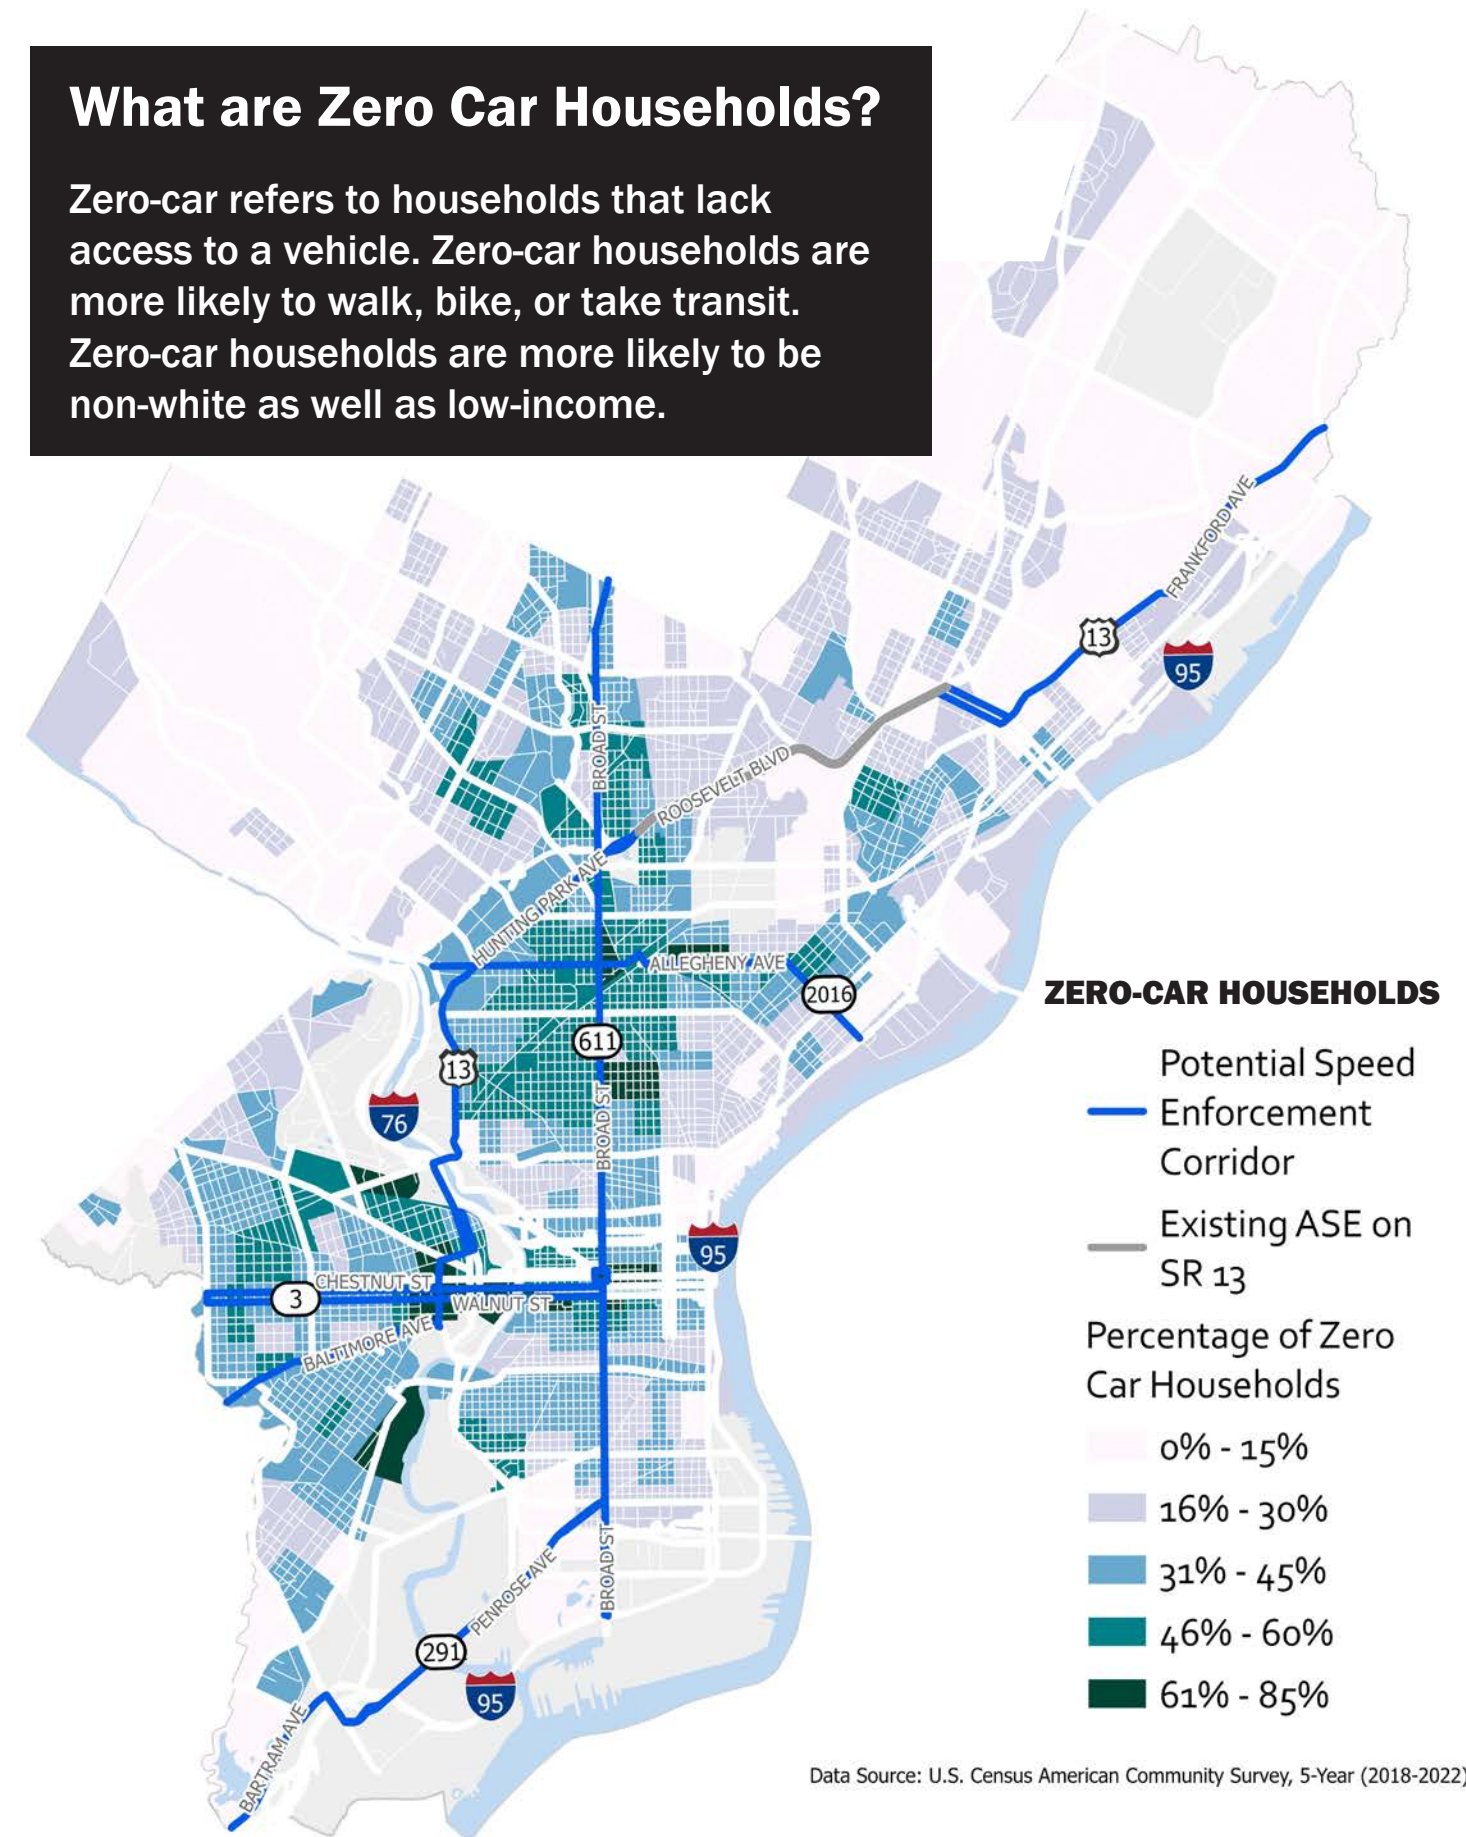 What are Zero Car Households?
Zero-car refers to households that lack
access to a vehicle. Zero-car households are
more likely to walk, bike, or take transit.
Zero-car households are more likely to be
non-white as well as low-income.
FRANKFORD AVE
13
95
BROAD ST
ROOSEVELT BLVD
HUNTING PARK AVE
ALLEGHENY AVE
2016
611
13
76
BROAD ST
95
CHESTNUT ST
3
WALNUT ST
BALTIMORE AVE
BROAD ST
PENROSE AVE
291
95
BARTRAM AVE
ZERO-CAR HOUSEHOLDS
Potential Speed
Enforcement
Corridor
Existing ASE on
SR 13
Percentage of Zero
Car Households
0% - 15%
16% - 30%
31% - 45%
46% - 60%
61% - 85%
Data Source: U.S. Census American Community Survey, 5-Year (2018-2022)